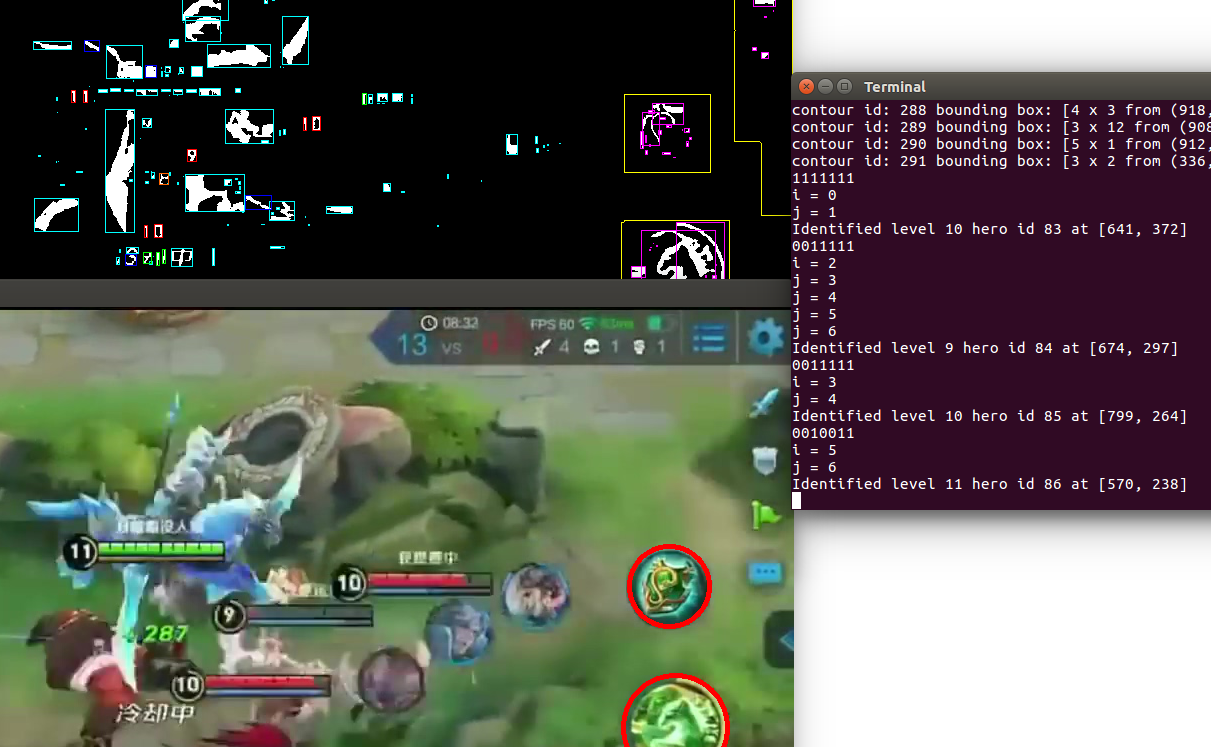 Terminal
contour id: 288 bounding box: [4 x 3 from (918,
contour id: 289 bounding box: [3 x 12 from (908
contour id: 290 bounding box: [5 x 1 from (912,
contour id: 291 bounding box: [3 x 2 from (336,
1111111
i = 0
j = 1
Identified level 10 hero id 83 at [641, 372]
0011111
i = 2
j = 3
j = 4
j = 5
j = 6
Identified level 9 hero id 84 at [674, 297]
0011111
i = 3
j = 4
Identified level 10 hero id 85 at [799, 264]
0010011
i = 5
j = 6
Identified level 11 hero id 86 at [570, 238]
9
08:32
FPS 60
13 vs
4 1 1
11
10
9
287
10
冷却中